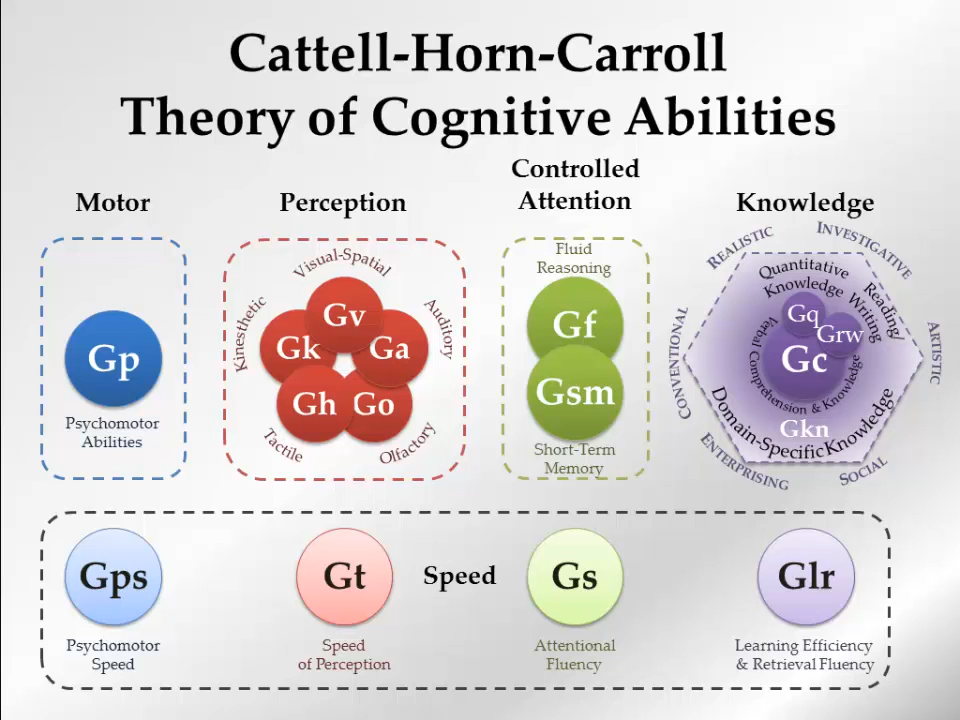 Cattell-Horn-Carroll
Theory of Cognitive Abilities
Motor
Perception
Controlled
Attention
Knowledge
Gp
Psychomotor
Abilities
Visual-Spatial
Kinesthetic
Auditory
Gv
Gk
Ga
Gh
Go
Tactile
Olfactory
Fluid
Reasoning
Gf
Gsm
Short-Term
Memory
REALISTIC
INVESTIGATIVE
CONVENTIONAL
ARTISTIC
ENTERPRISING
SOCIAL
Quantitative
Knowledge
Reading/
Writing
Gq
Grw
Gc
Verbal Comprehension & Knowledge
Gkn
Domain-Specific Knowledge
Gps
Gt
Speed
Gs
Glr
Psychomotor
Speed
Speed
of Perception
Attentional
Fluency
Learning Efficiency
& Retrieval Fluency